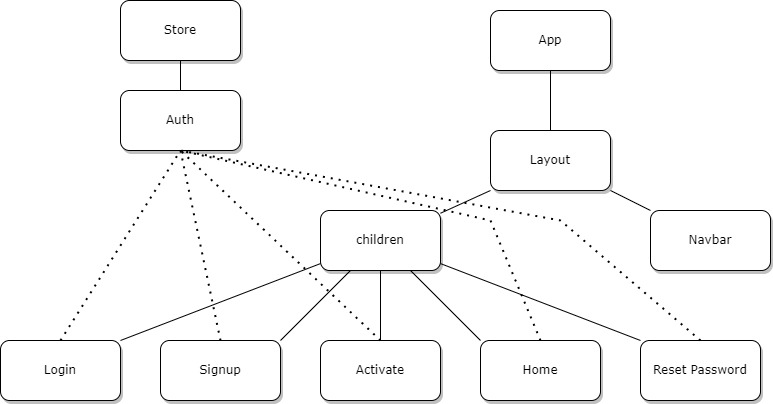 Store
App
Auth
Layout
children
Navbar
Login
Signup
Activate
Home
Reset Password